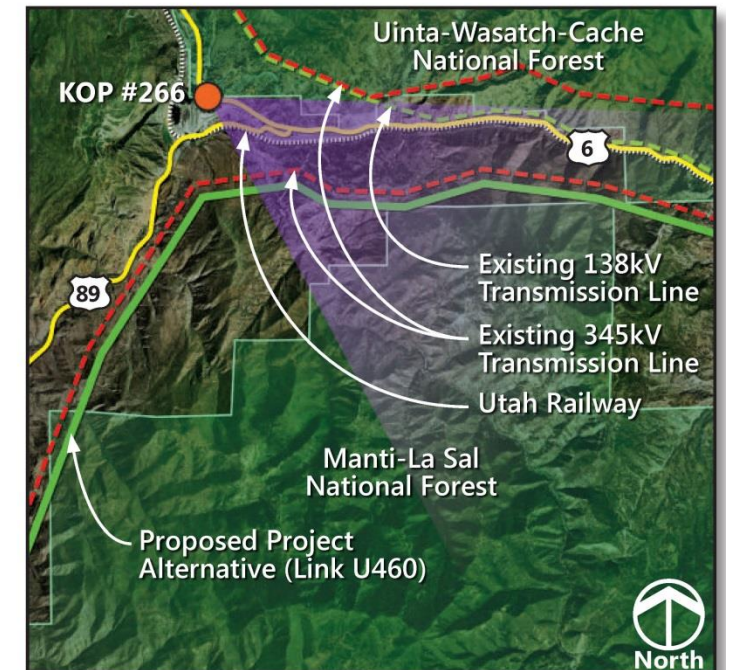 Uinta-Wasatch-Cache
National Forest
KOP #266
6
89
Existing 138kV
Transmission Line
Existing 345kV
Transmission Line
Utah Railway
Manti-La Sal
National Forest
Proposed Project
Alternative (Link U460)
North